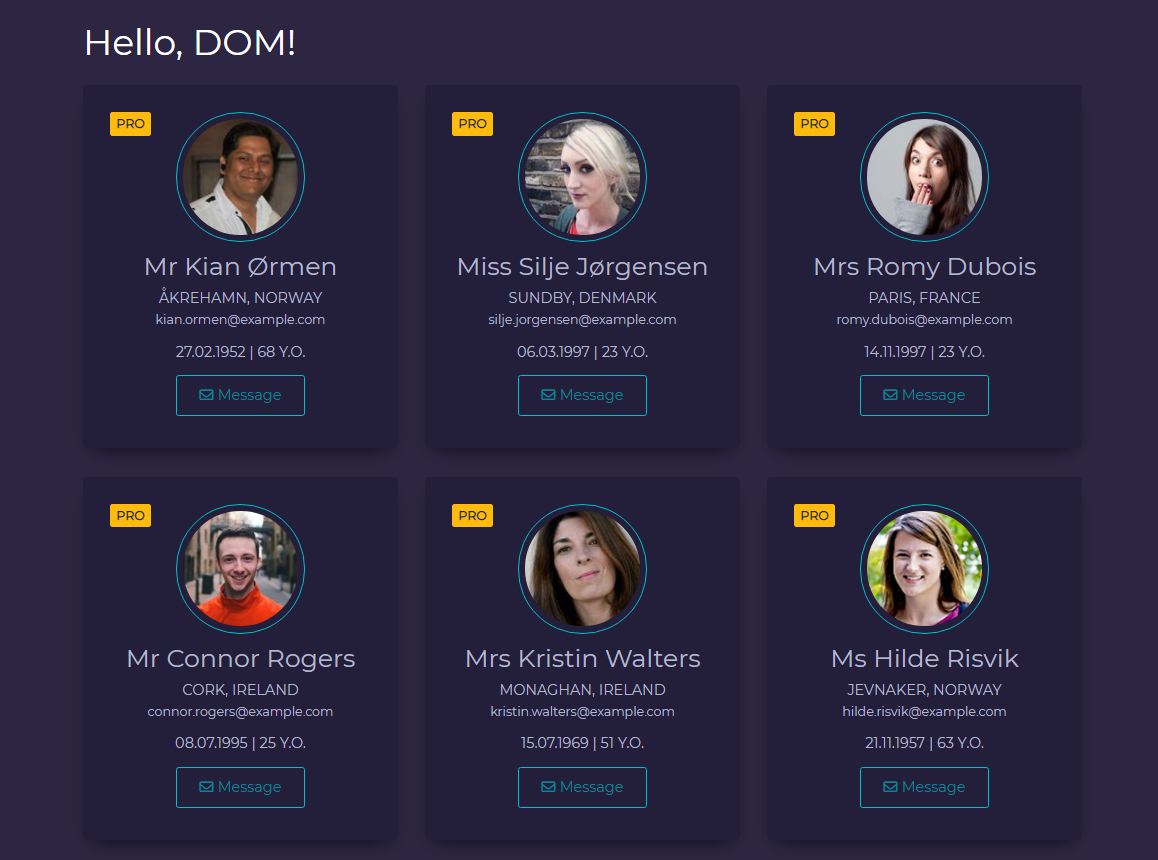 Hello, DOM!
PRO
Mr Kian Ørmen
ÅKREHAMN, NORWAY
kian.ormen@example.com
27.02.1952 | 68 Y.O.
Message
PRO
Miss Silje Jørgensen
SUNDBY, DENMARK
silje.jorgensen@example.com
06.03.1997 | 23 Y.O.
Message
PRO
Mrs Romy Dubois
PARIS, FRANCE
romy.dubois@example.com
14.11.1997 | 23 Y.O.
Message
PRO
Mr Connor Rogers
CORK, IRELAND
connor.rogers@example.com
08.07.1995 | 25 Y.O.
Message
PRO
Mrs Kristin Walters
MONAGHAN, IRELAND
kristin.walters@example.com
15.07.1969 | 51 Y.O.
Message
PRO
Ms Hilde Risvik
JEVNAKER, NORWAY
hilde.risvik@example.com
21.11.1957 | 63 Y.O.
Message